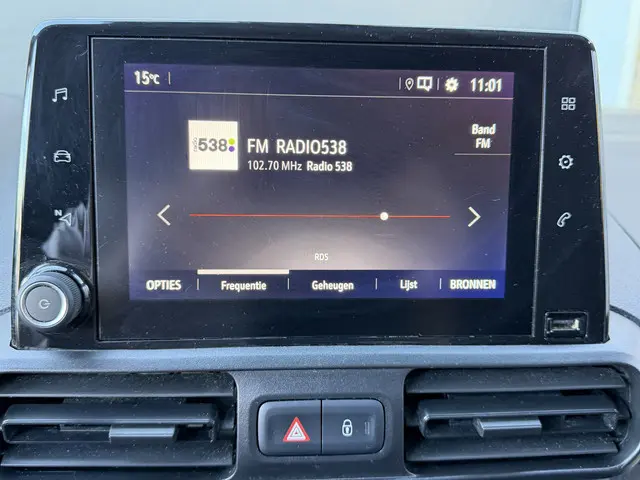 15°C
11:01
radio 538
FM RADIO538
102.70 MHz Radio 538
Band
FM
N
RDS
OPTIES Frequentie Geheugen Lijst BRONNEN